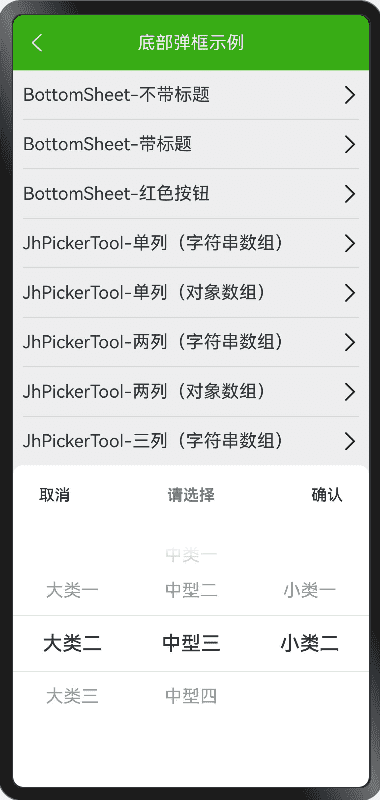 底部弹框示例
BottomSheet-不带标题
BottomSheet-带标题
BottomSheet-红色按钮
JhPickerTool-单列（字符串数组）
JhPickerTool-单列（对象数组）
JhPickerTool-两列（字符串数组）
JhPickerTool-两列（对象数组）
JhPickerTool-三列（字符串数组）
取消 请选择 确认
中类一
大类一 中型二 小类一
大类二 中型三 小类二
大类三 中型四